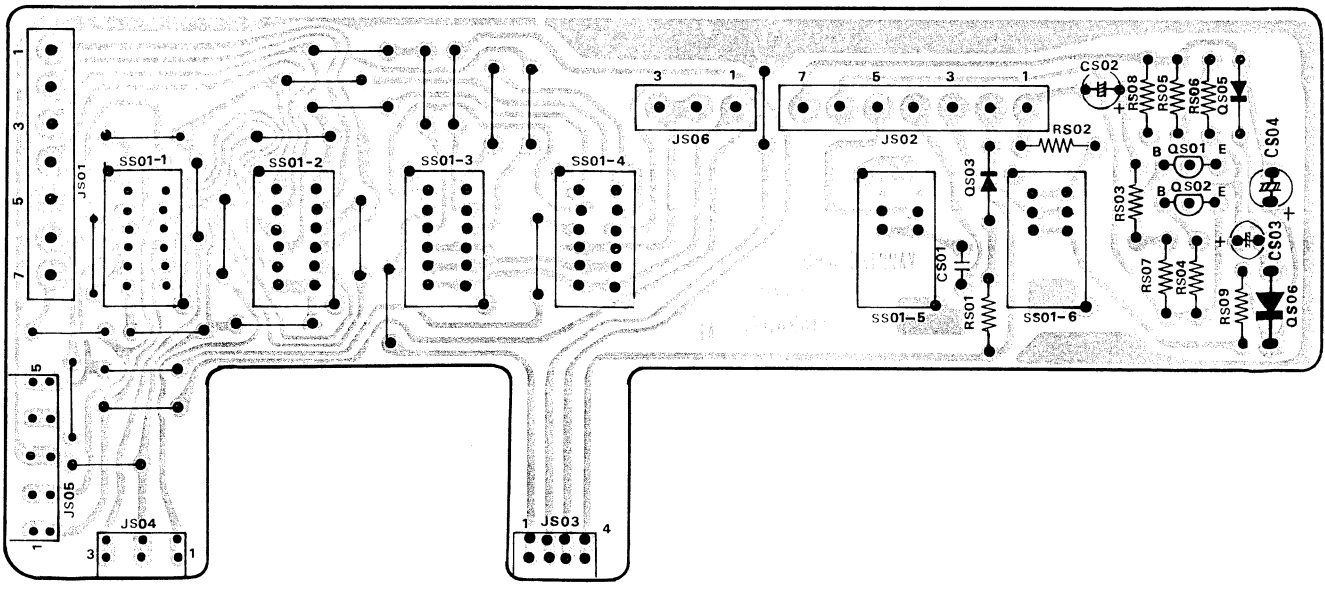 1
3
5
7
JS01
SS01-1
SS01-2
SS01-3
SS01-4
3
1
JS06
7
5
3
1
JS02
CS02
+
RS08
RS05
RS06
QS05
RS02
QS03
B
QS01
E
B
QS02
E
CS04
+
RS03
+
CS03
CS01
RS01
SS01-5
SS01-6
RS07
RS04
RS09
QS06
5
JS05
1
JS04
3
1
1
JS03
4